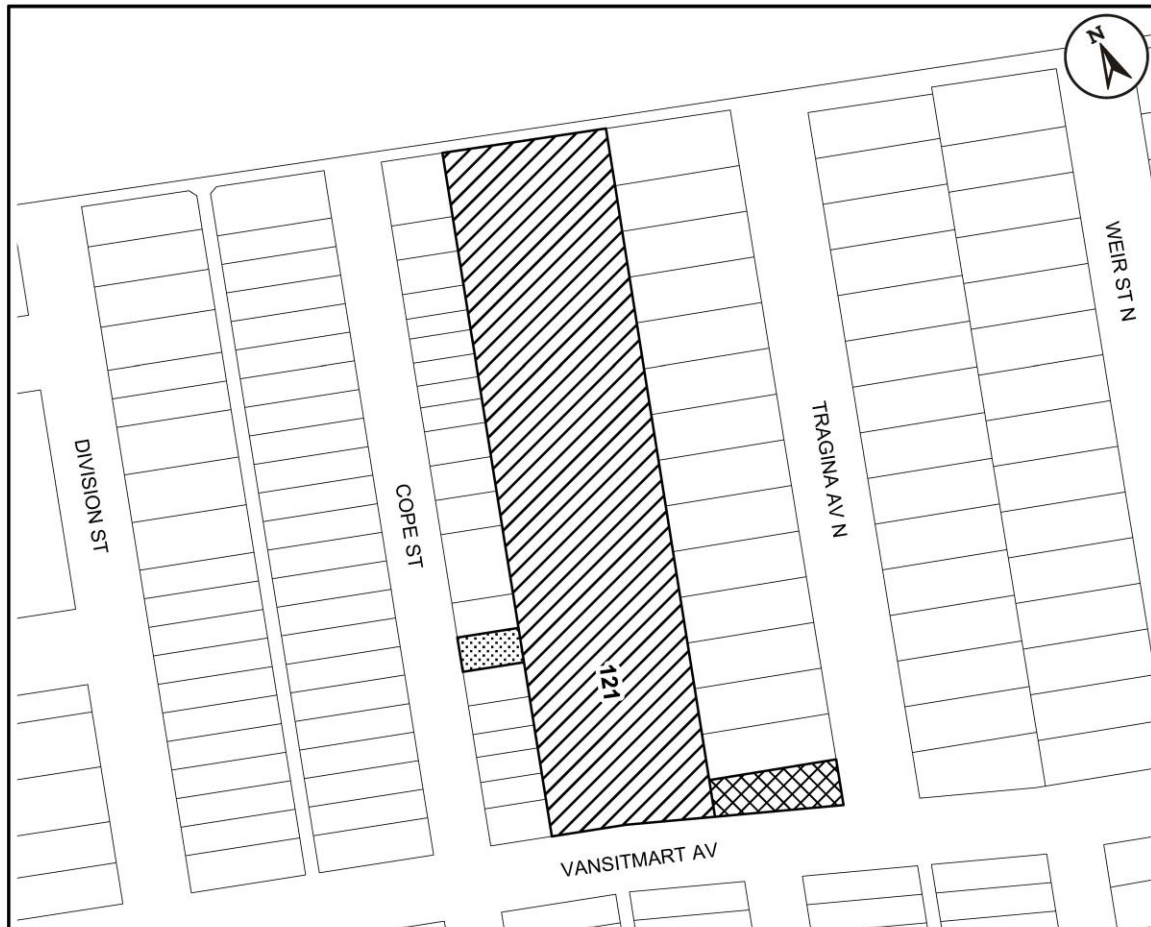 N
WEIR ST N
TRAGINA AV N
DIVISION ST
COPE ST
121
VANSITMART AV